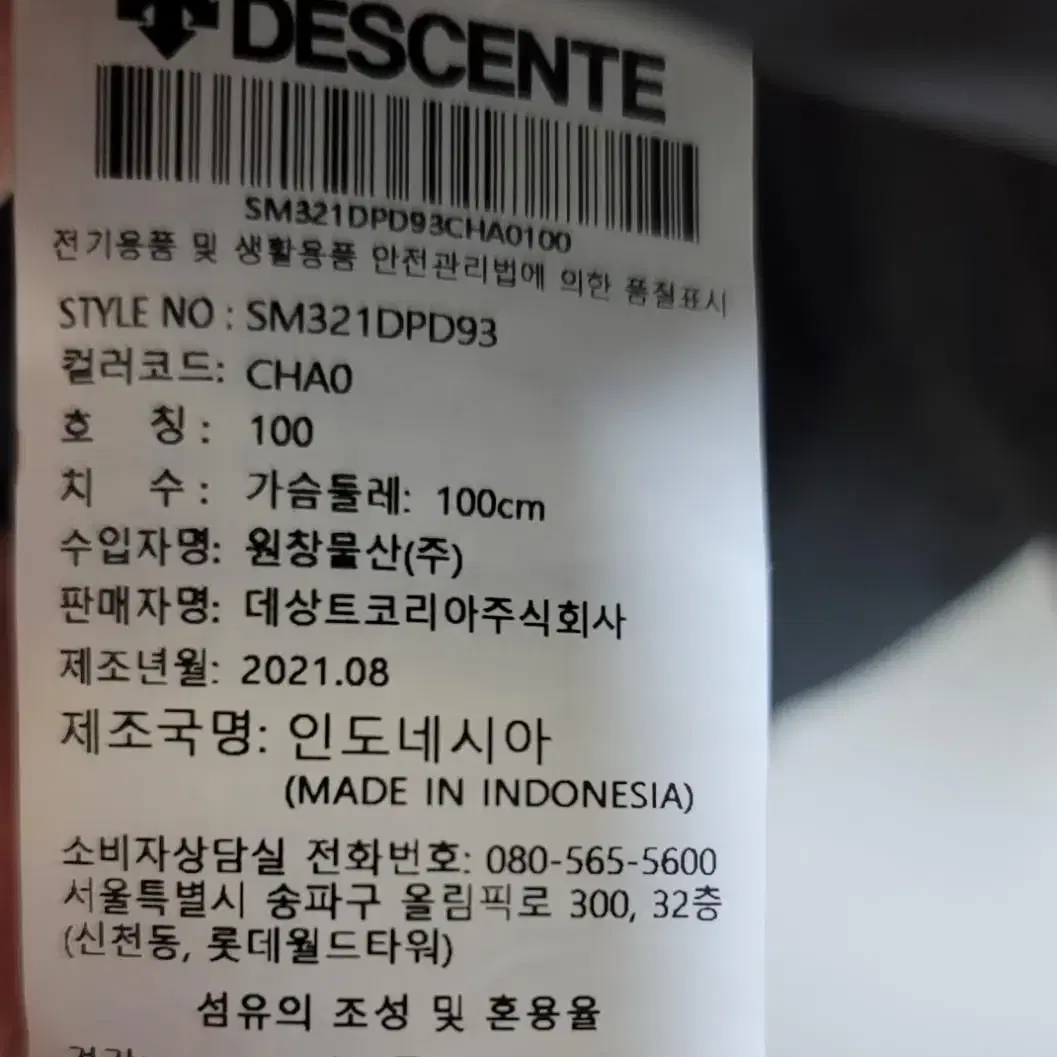 DESCENTE
SM321DPD93CHA0100
전기용품 및 생활용품 안전관리법에 의한 품질표시
STYLE NO : SM321DPD93
컬러코드: CHA0
호 칭: 100
치 수: 가슴둘레: 100cm
수입자명: 원창물산(주)
판매자명: 데상트코리아주식회사
제조년월: 2021.08
제조국명: 인도네시아
(MADE IN INDONESIA)
소비자상담실 전화번호: 080-565-5600
서울특별시 송파구 올림픽로 300, 32층
(신천동, 롯데월드타워)
섬유의 조성 및 혼용율